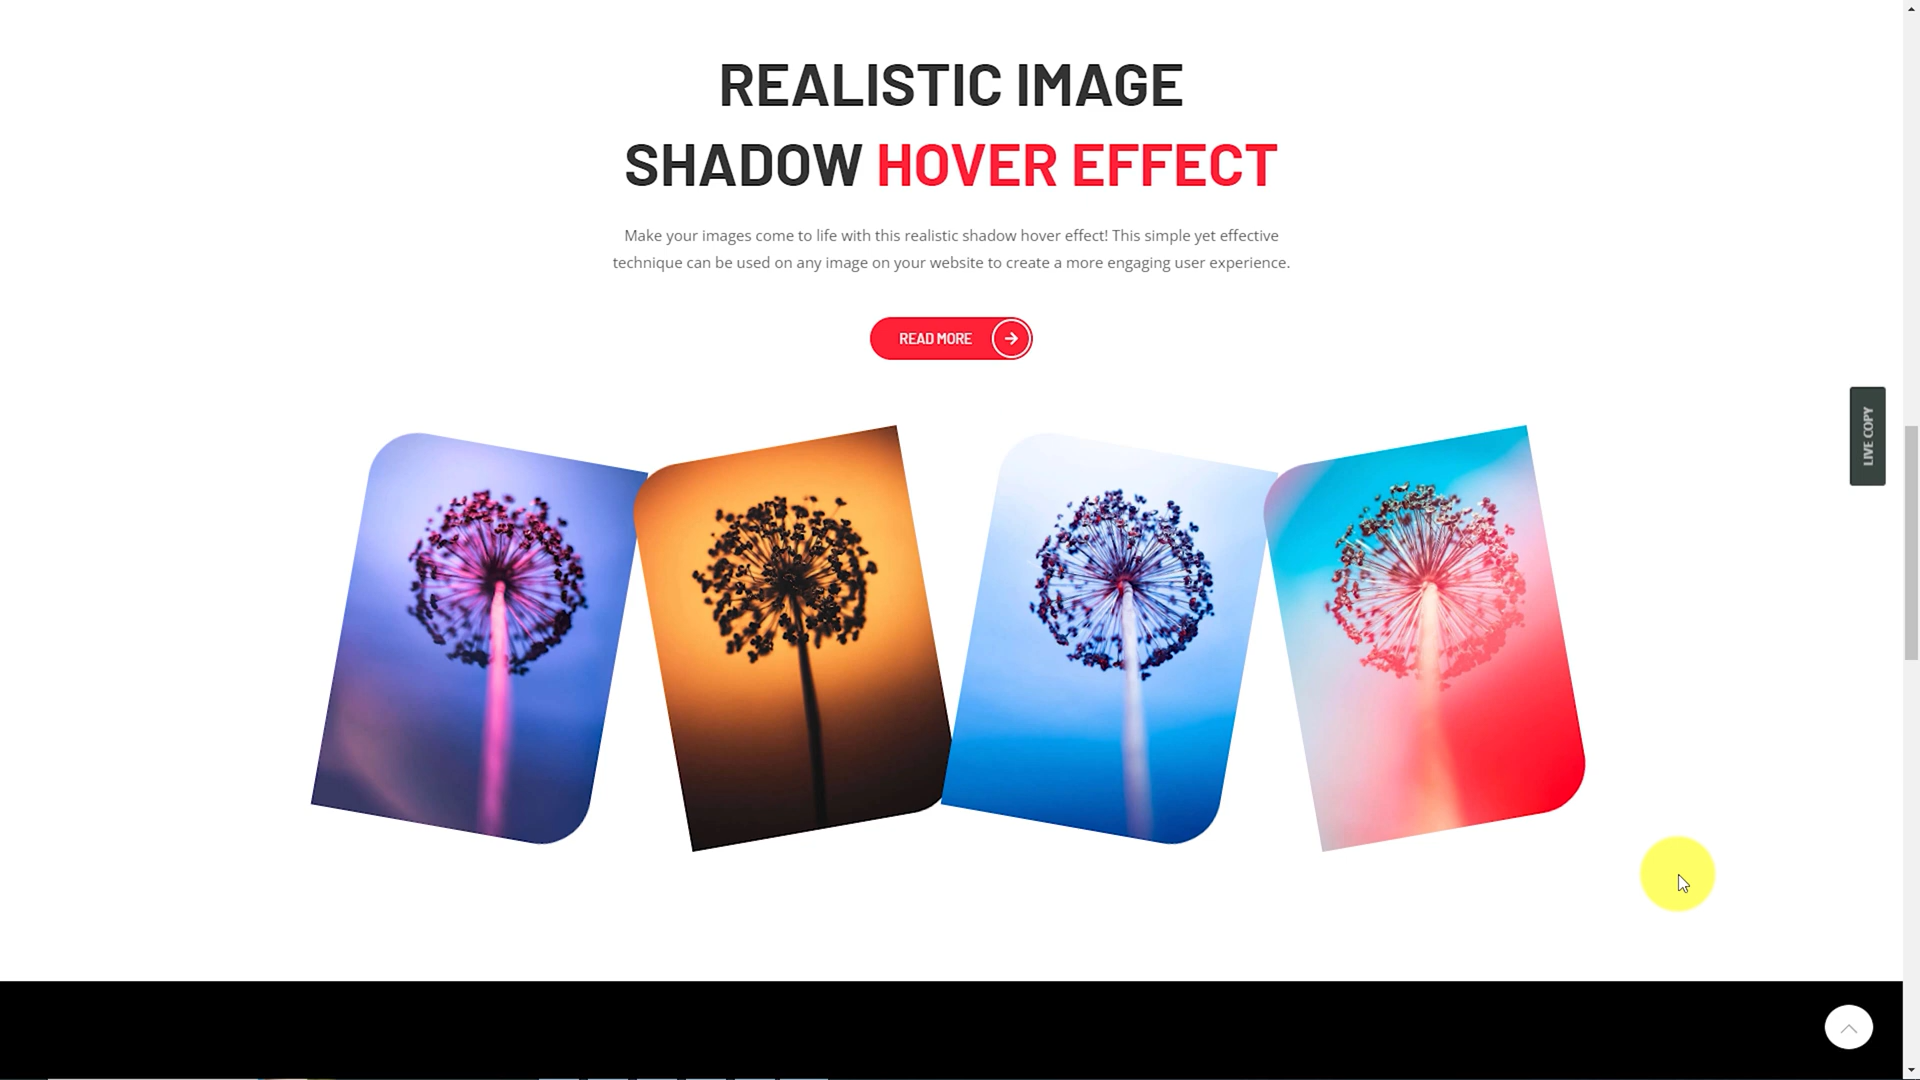 REALISTIC IMAGE
SHADOW HOVER EFFECT
Make your images come to life with this realistic shadow hover effect! This simple yet effective
technique can be used on any image on your website to create a more engaging user experience.
READ MORE
LIVE COPY